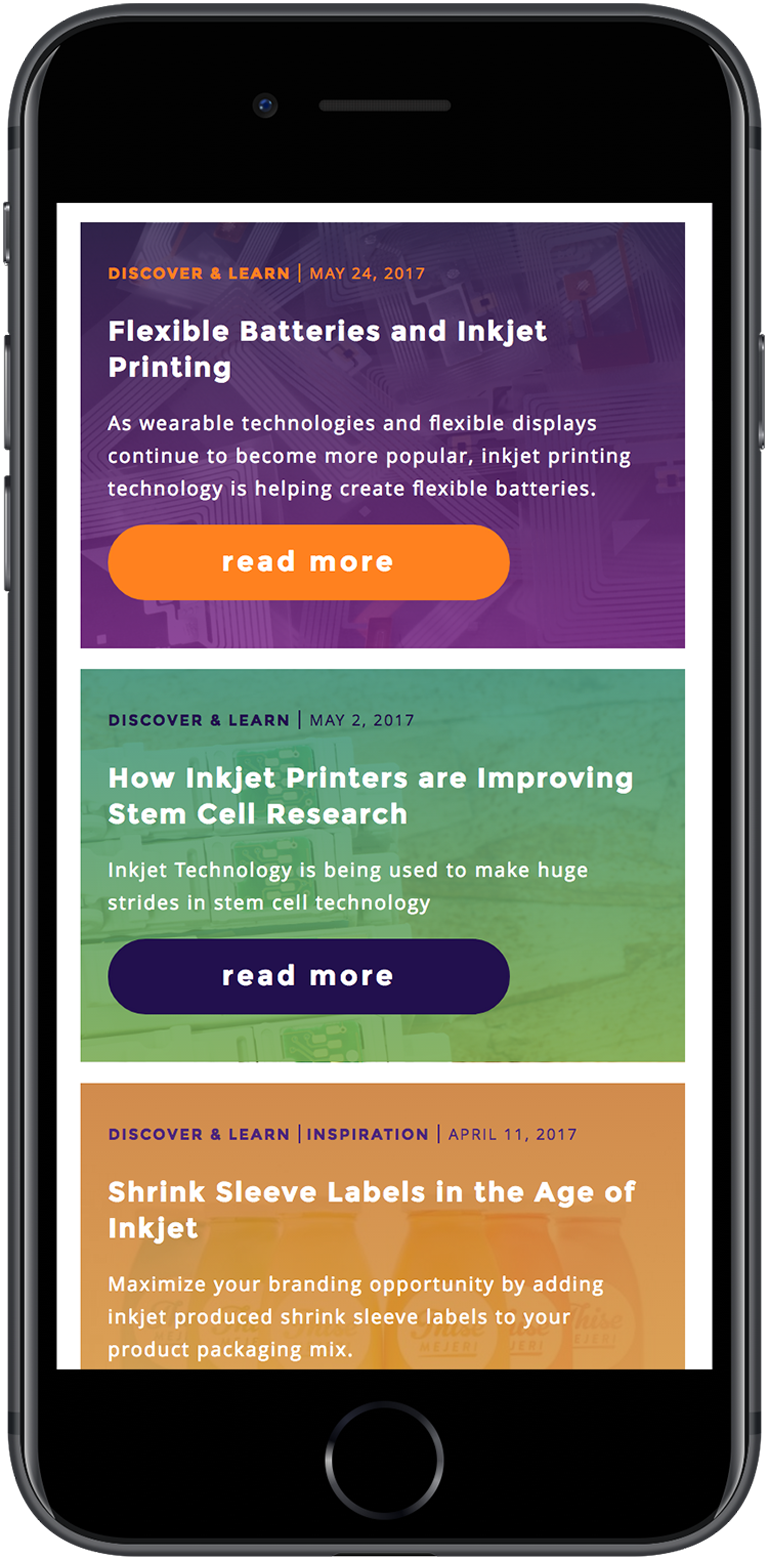 DISCOVER & LEARN | MAY 24, 2017
Flexible Batteries and Inkjet
Printing
As wearable technologies and flexible displays
continue to become more popular, inkjet printing
technology is helping create flexible batteries.
read more
DISCOVER & LEARN | MAY 2, 2017
How Inkjet Printers are Improving
Stem Cell Research
Inkjet Technology is being used to make huge
strides in stem cell technology
read more
DISCOVER & LEARN | INSPIRATION | APRIL 11, 2017
Shrink Sleeve Labels in the Age of
Inkjet
Maximize your branding opportunity by adding
inkjet produced shrink sleeve labels to your
product packaging mix.
Thise
MEJERI